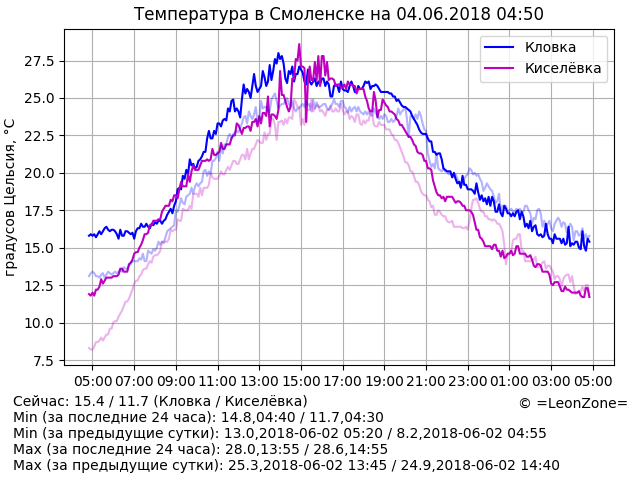 Температура в Смоленске на 04.06.2018 04:50
градусов Цельсия, °C
27.5
25.0
22.5
20.0
17.5
15.0
12.5
10.0
7.5
Кловка
Киселёвка
05:00 07:00 09:00 11:00 13:00 15:00 17:00 19:00 21:00 23:00 01:00 03:00 05:00
Сейчас: 15.4 / 11.7 (Кловка / Киселёвка)
© =LeonZone=
Min (за последние 24 часа): 14.8,04:40 / 11.7,04:30
Min (за предыдущие сутки): 13.0,2018-06-02 05:20 / 8.2,2018-06-02 04:55
Max (за последние 24 часа): 28.0,13:55 / 28.6,14:55
Max (за предыдущие сутки): 25.3,2018-06-02 13:45 / 24.9,2018-06-02 14:40